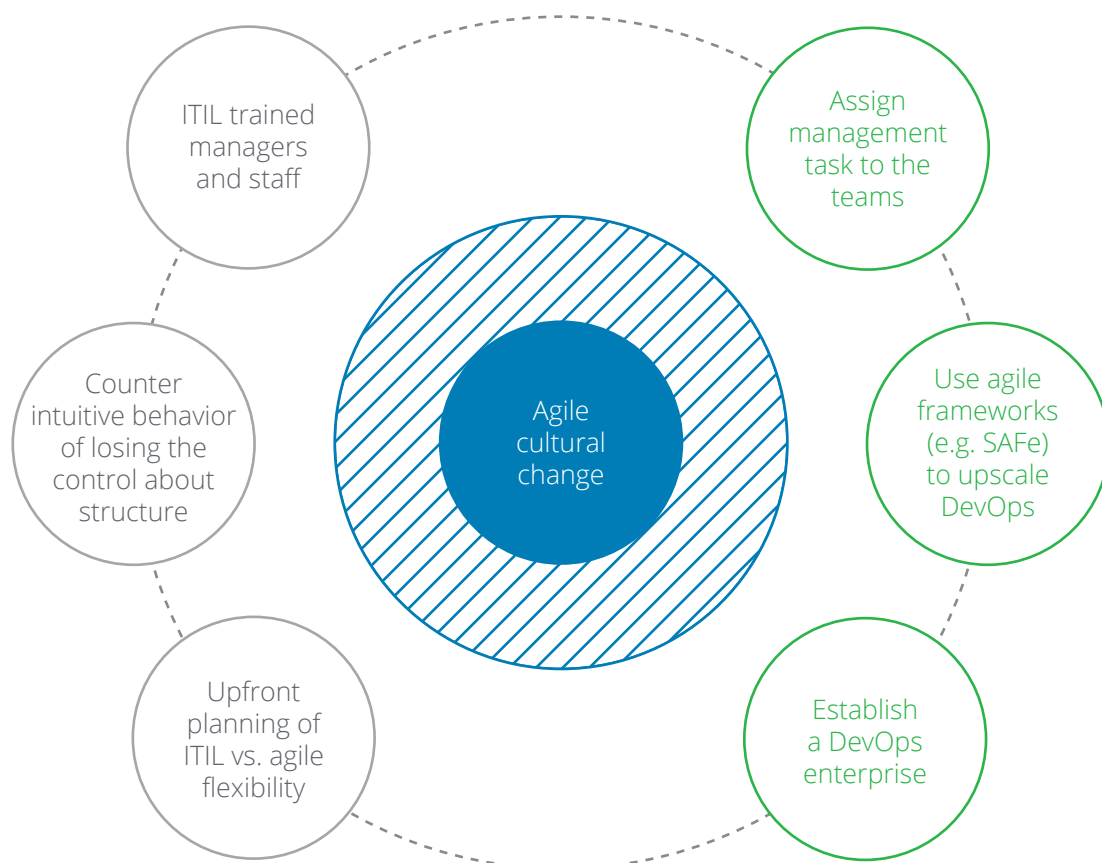 ITIL trained
managers
and staff
Assign
management
task to the
teams
Counter
intuitive behavior
of losing the
control about
structure
Agile
cultural
change
Use agile
frameworks
(e.g. SAFe)
to upscale
DevOps
Upfront
planning of
ITIL vs. agile
flexibility
Establish
a DevOps
enterprise